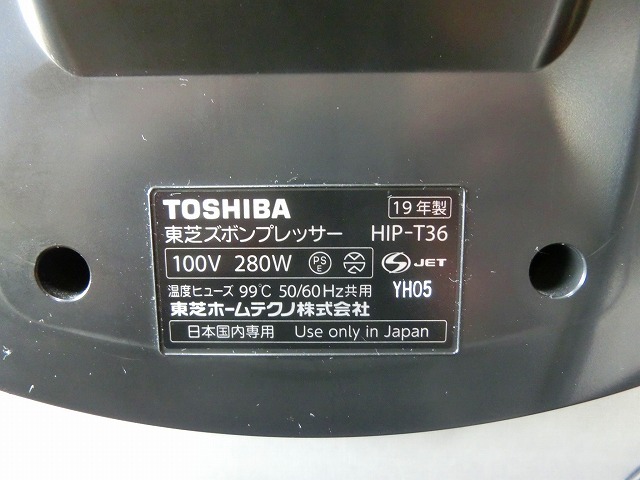 TOSHIBA 19年製
東芝ズボンプレッサー HIP-T36
100V 280W PSE JET
温度ヒューズ 99℃ 50/60Hz共用 YH05
東芝ホームテクノ株式会社
日本国内専用 Use only in Japan